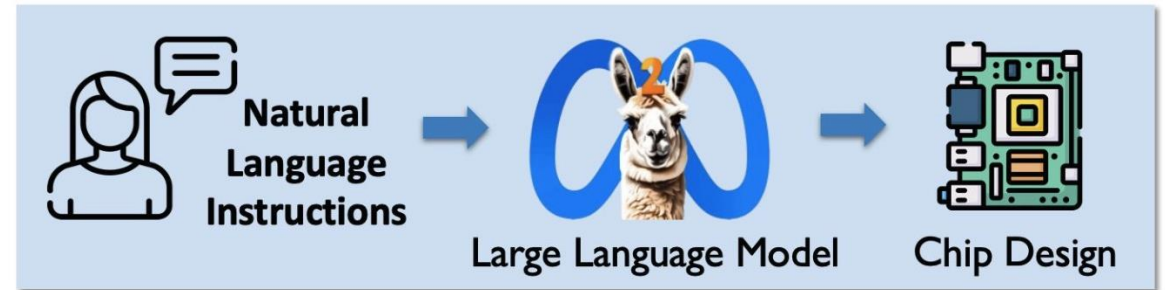 Natural
Language
Instructions
2
Large Language Model
Chip Design